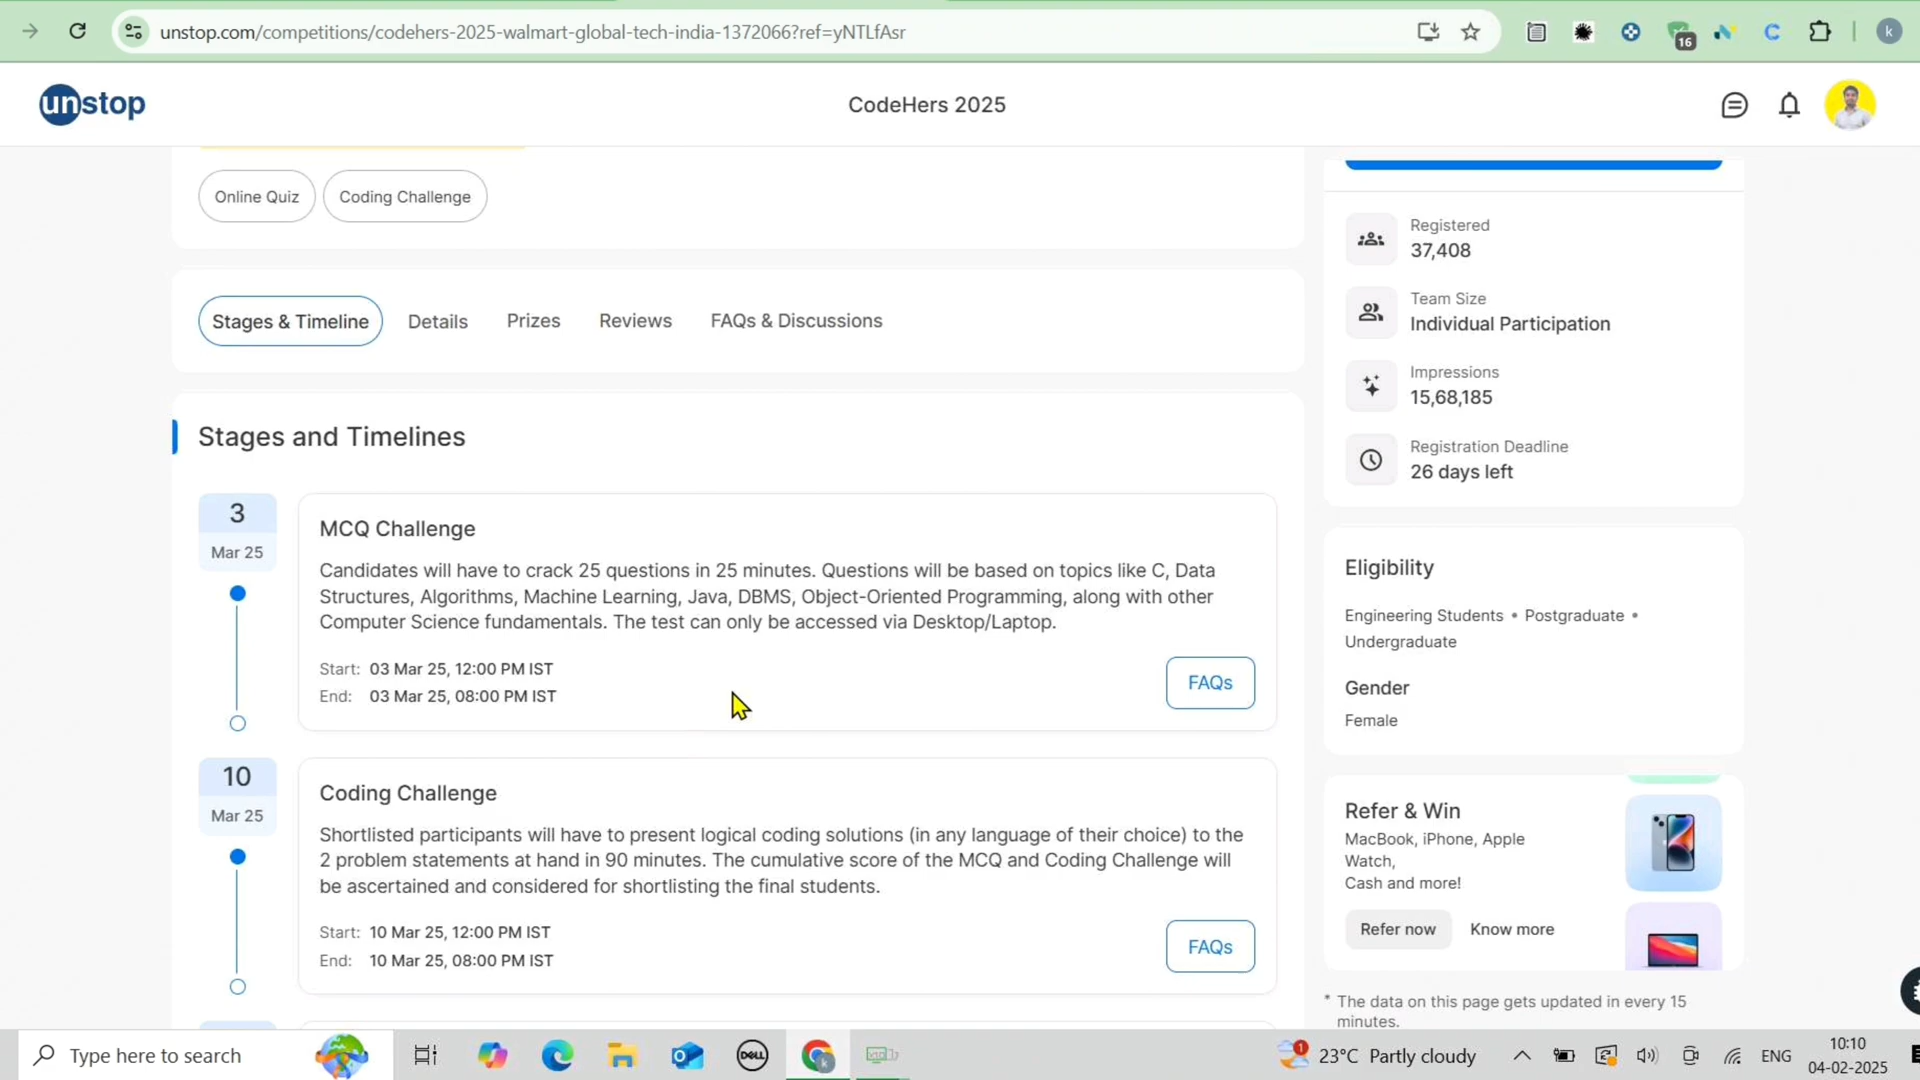 unstop.com/competitions/codehers-2025-walmart-global-tech-india-1372066?ref=yNTLfAsr
16
k
unstop
CodeHers 2025
Online Quiz
Coding Challenge
Registered
37,408
Team Size
Individual Participation
Impressions
15,68,185
Registration Deadline
26 days left
Stages & Timeline
Details
Prizes
Reviews
FAQs & Discussions
Stages and Timelines
3
Mar 25
MCQ Challenge
Candidates will have to crack 25 questions in 25 minutes. Questions will be based on topics like C, Data
Structures, Algorithms, Machine Learning, Java, DBMS, Object-Oriented Programming, along with other
Computer Science fundamentals. The test can only be accessed via Desktop/Laptop.
Start: 03 Mar 25, 12:00 PM IST
End: 03 Mar 25, 08:00 PM IST
FAQs
Eligibility
Engineering Students • Postgraduate •
Undergraduate
Gender
Female
10
Mar 25
Coding Challenge
Shortlisted participants will have to present logical coding solutions (in any language of their choice) to the
2 problem statements at hand in 90 minutes. The cumulative score of the MCQ and Coding Challenge will
be ascertained and considered for shortlisting the final students.
Start: 10 Mar 25, 12:00 PM IST
End: 10 Mar 25, 08:00 PM IST
FAQs
Refer & Win
MacBook, iPhone, Apple
Watch,
Cash and more!
Refer now
Know more
* The data on this page gets updated in every 15
minutes.
Type here to search
DELL
k
1
23°C Partly cloudy
ENG
10:10
04-02-2025